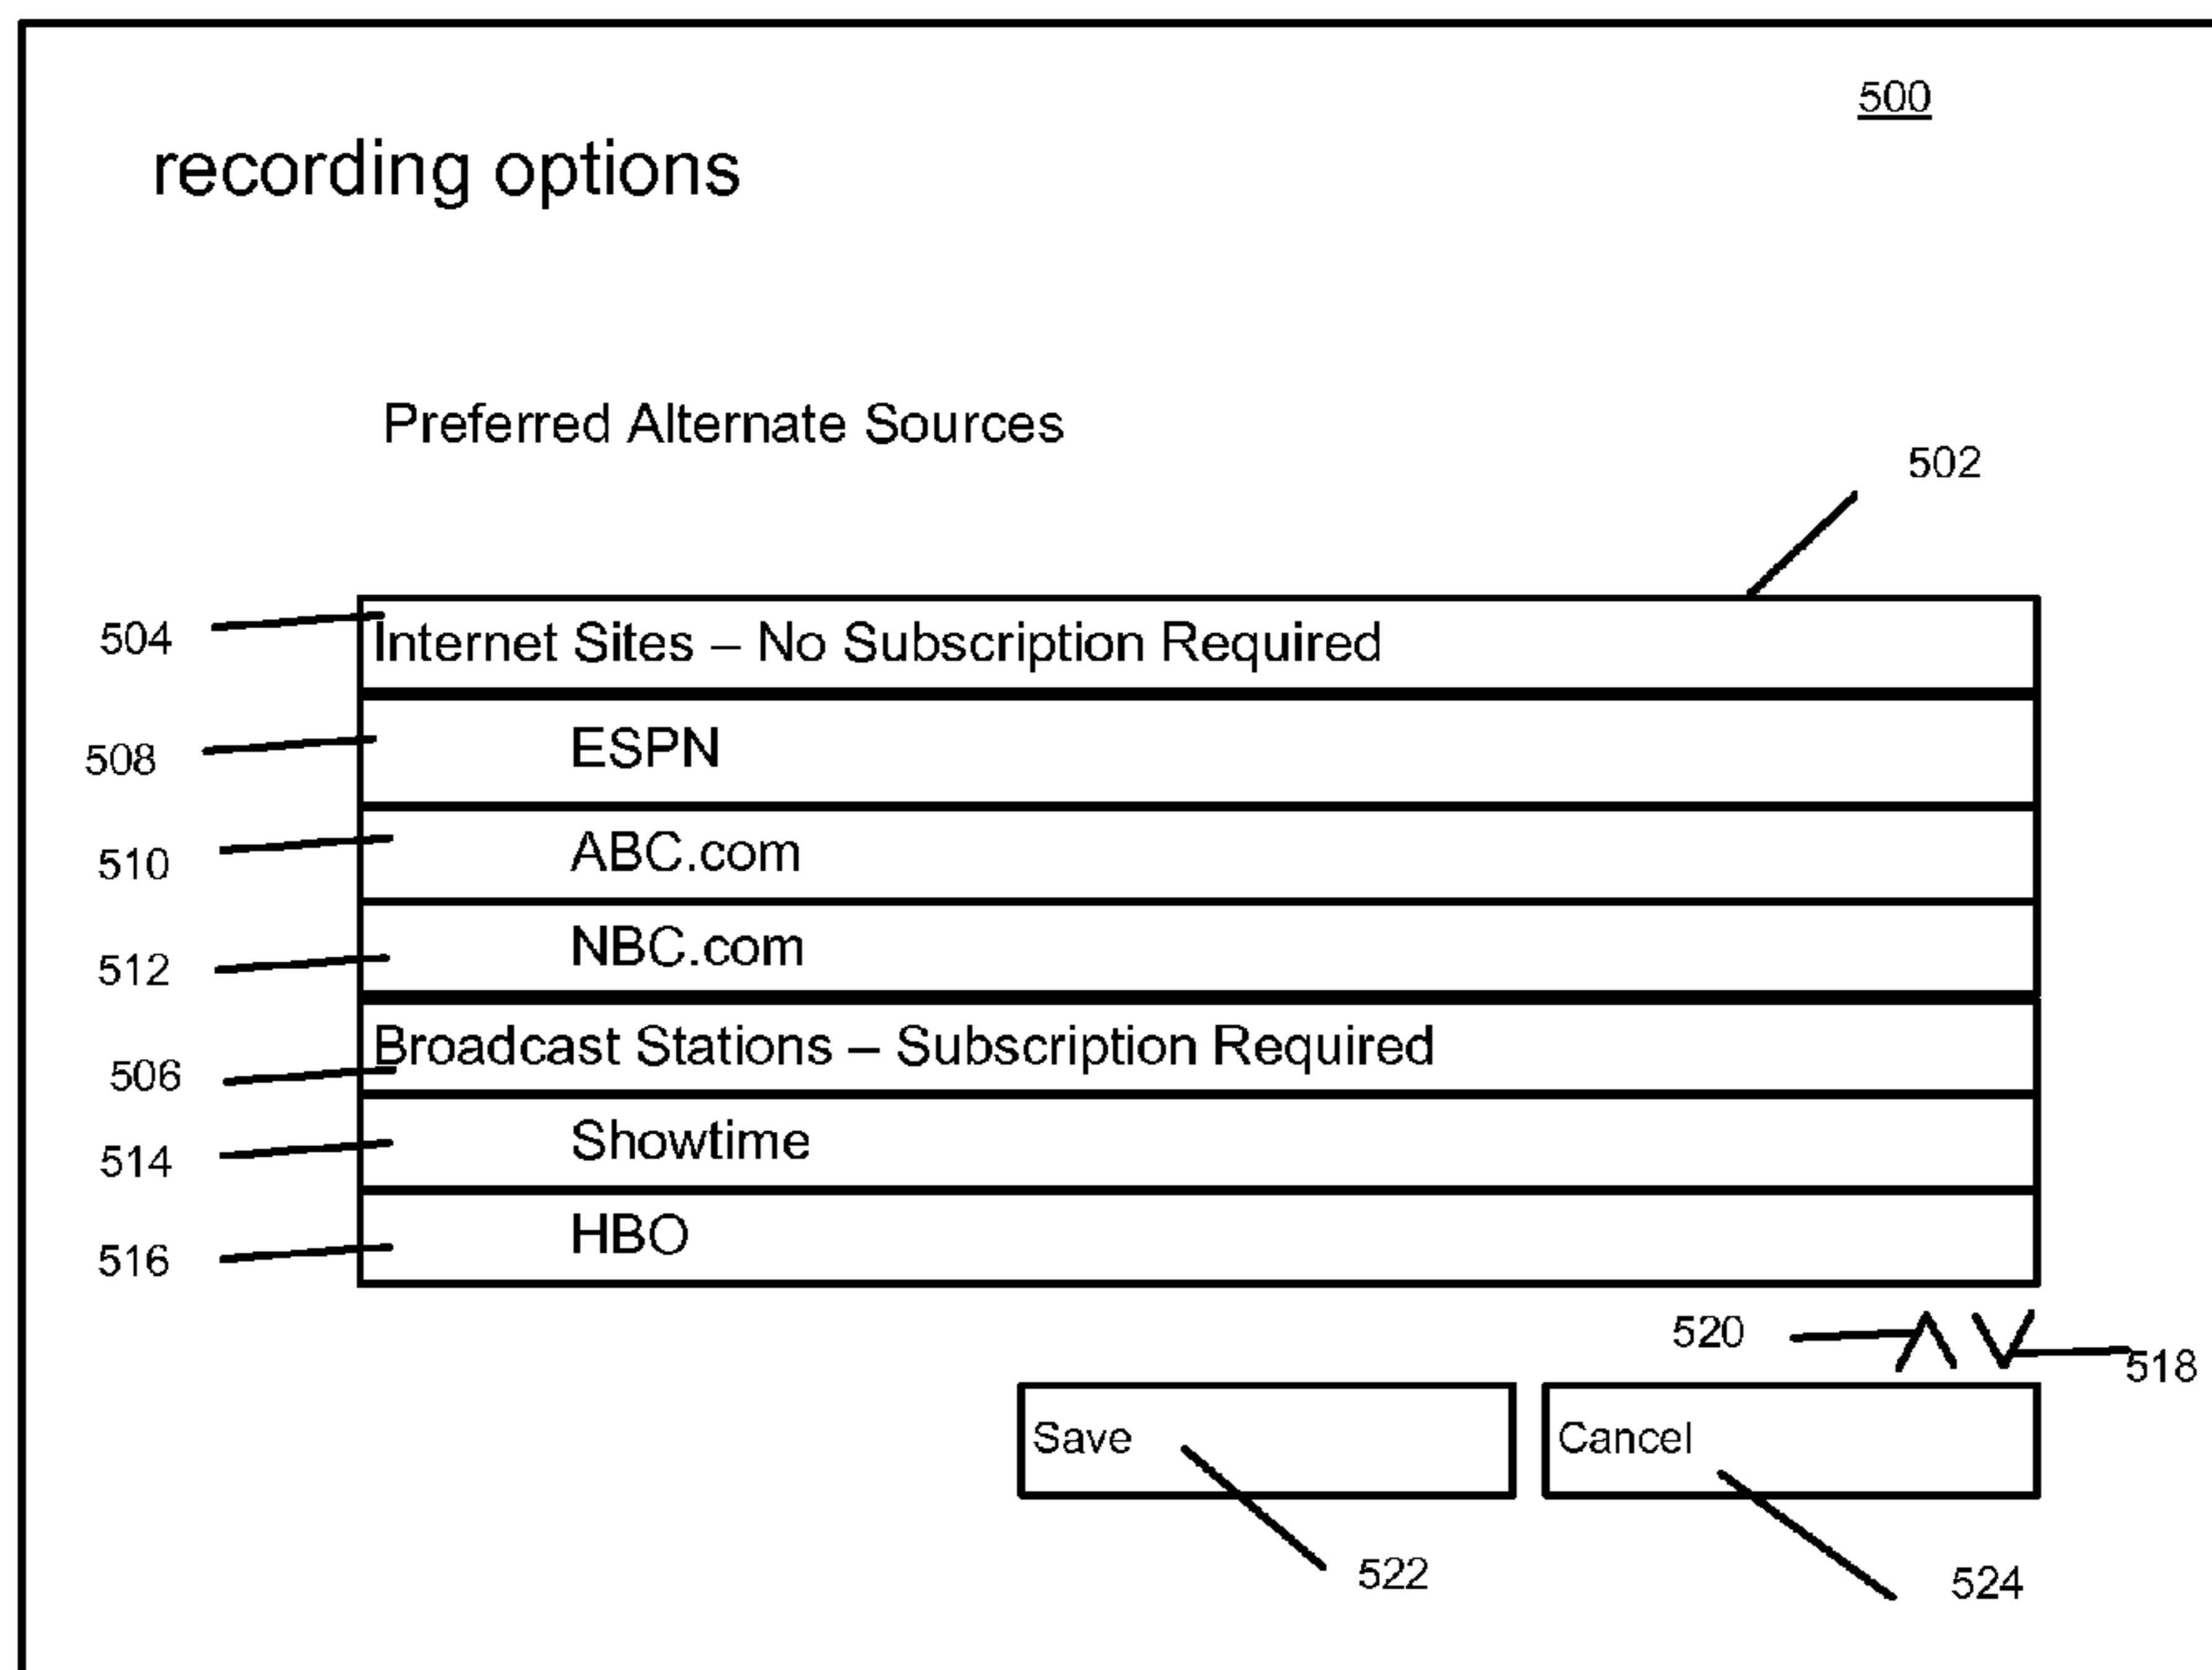 500
recording options
Preferred Alternate Sources
502
504 Internet Sites – No Subscription Required
508 ESPN
510 ABC.com
512 NBC.com
506 Broadcast Stations – Subscription Required
514 Showtime
516 HBO
520 518
Save Cancel
522 524